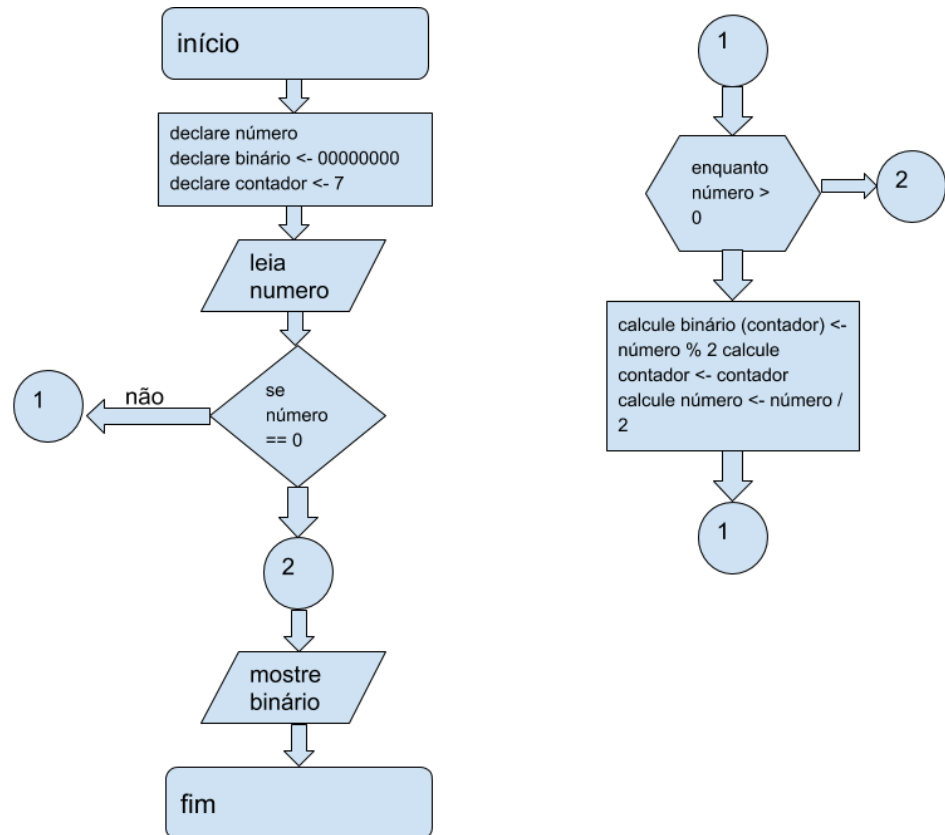 início
declare número
declare binário <- 00000000
declare contador <- 7
leia
numero
se
número
== 0
não
1
2
mostre
binário
fim
1
enquanto
número >
0
2
calcule binário (contador) <-
número % 2 calcule
contador <- contador
calcule número <- número /
2
1